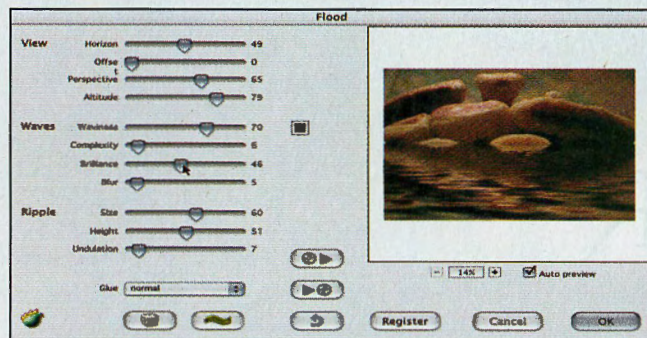 Flood
View
Horizon 49
Offse
t 0
Perspective 65
Altitude 79
Waves
Waviness 70
Complexity 6
Brilliance 46
Blur 5
Ripple
Size 60
Height 51
Undulation 7
Glue normal
14% Auto preview
Register Cancel OK